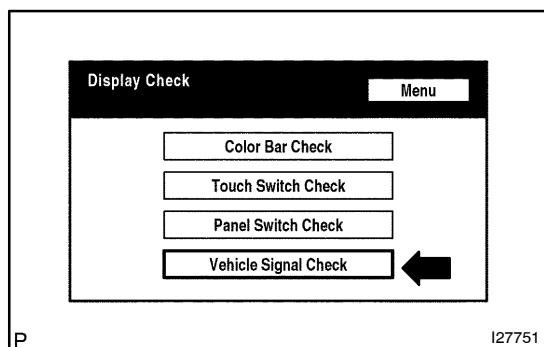 Display Check
Menu
Color Bar Check
Touch Switch Check
Panel Switch Check
Vehicle Signal Check
P
I27751